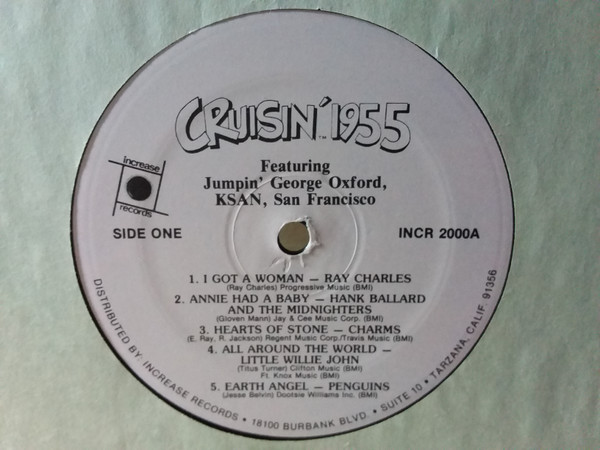 CRUISIN' 1955
TM
Featuring
Jumpin' George Oxford,
KSAN, San Francisco
increase
records
SIDE ONE
INCR 2000A
1. I GOT A WOMAN — RAY CHARLES
(Ray Charles) Progressive Music (BMI)
2. ANNIE HAD A BABY — HANK BALLARD
AND THE MIDNIGHTERS
(Gloven Mann) Jay & Cee Music Corp. (BMI)
3. HEARTS OF STONE — CHARMS
(E. Ray, R. Jackson) Regent Music Corp./Travis Music (BMI)
4. ALL AROUND THE WORLD —
LITTLE WILLIE JOHN
(Titus Turner) Clifton Music (BMI)
Ft. Knox Music (BMI)
5. EARTH ANGEL — PENGUINS
(Jesse Belvin) Dootsie Williams Inc. (BMI)
DISTRIBUTED BY: INCREASE RECORDS • 18100 BURBANK BLVD. • SUITE 10 • TARZANA, CALIF. 91356